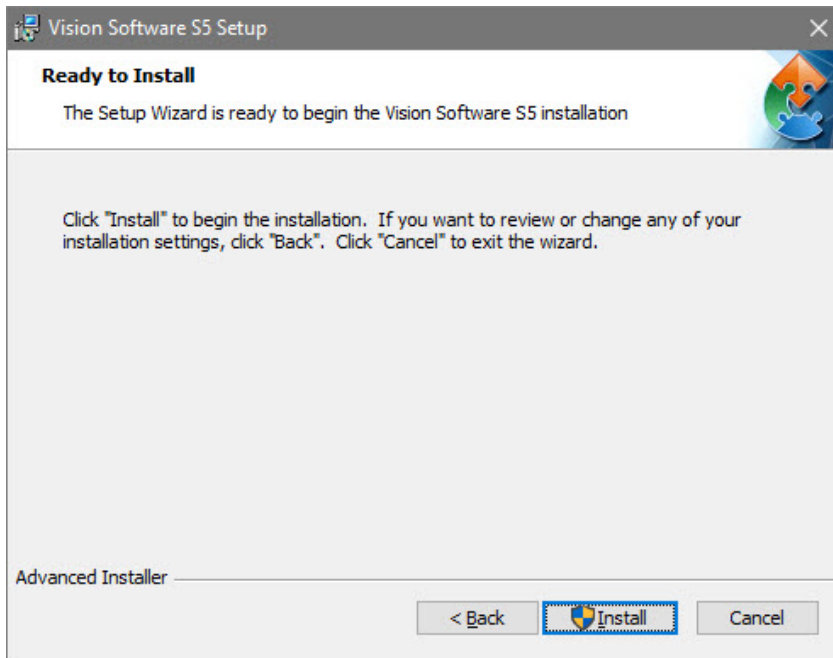 Vision Software S5 Setup
Ready to Install
The Setup Wizard is ready to begin the Vision Software S5 installation
Click "Install" to begin the installation.  If you want to review or change any of your
installation settings, click "Back".  Click "Cancel" to exit the wizard.
Advanced Installer
< Back
Install
Cancel